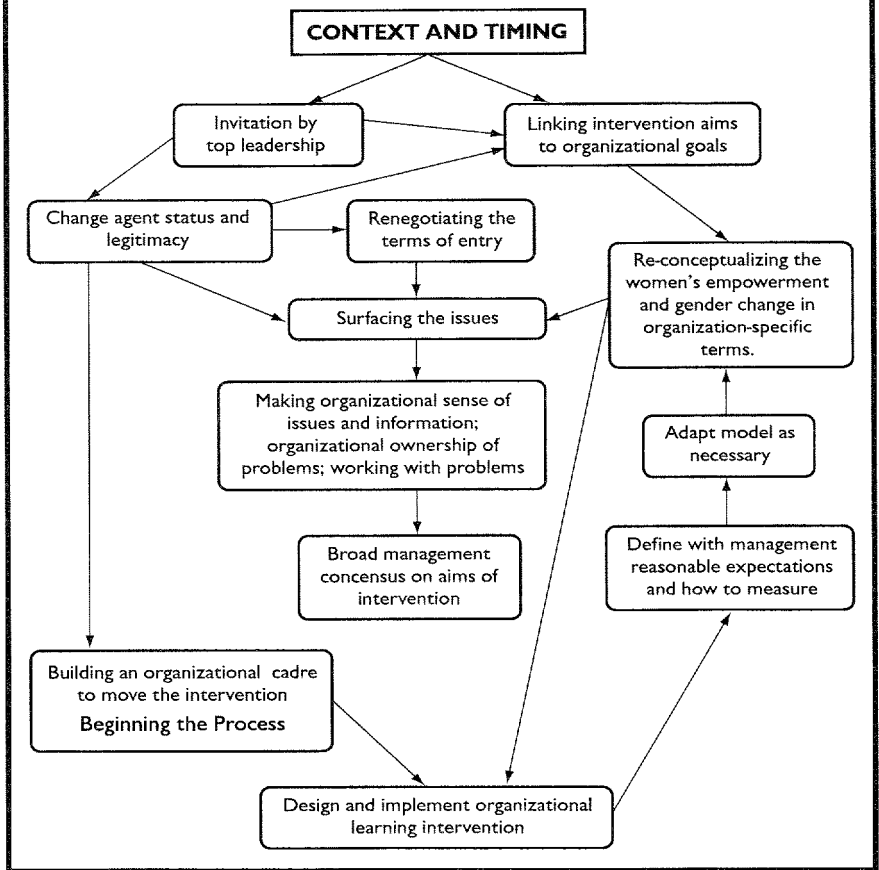 CONTEXT AND TIMING
Invitation by
top leadership
Linking intervention aims
to organizational goals
Change agent status and
legitimacy
Renegotiating the
terms of entry
Re-conceptualizing the
women's empowerment
and gender change in
organization-specific
terms.
Surfacing the issues
Making organizational sense of
issues and information;
organizational ownership of
problems; working with problems
Adapt model as
necessary
Broad management
concensus on aims of
intervention
Define with management
reasonable expectations
and how to measure
Building an organizational cadre
to move the intervention
Beginning the Process
Design and implement organizational
learning intervention